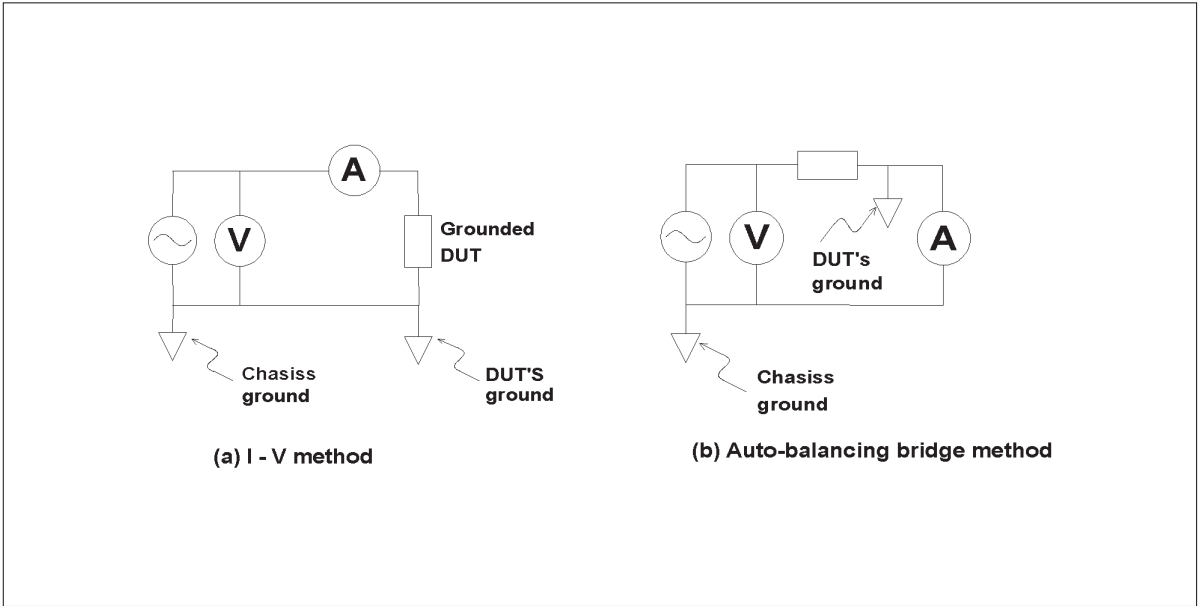 A
V
Grounded
DUT
Chasiss
ground
DUT'S
ground
(a) I - V method
V
A
DUT's
ground
Chasiss
ground
(b) Auto-balancing bridge method